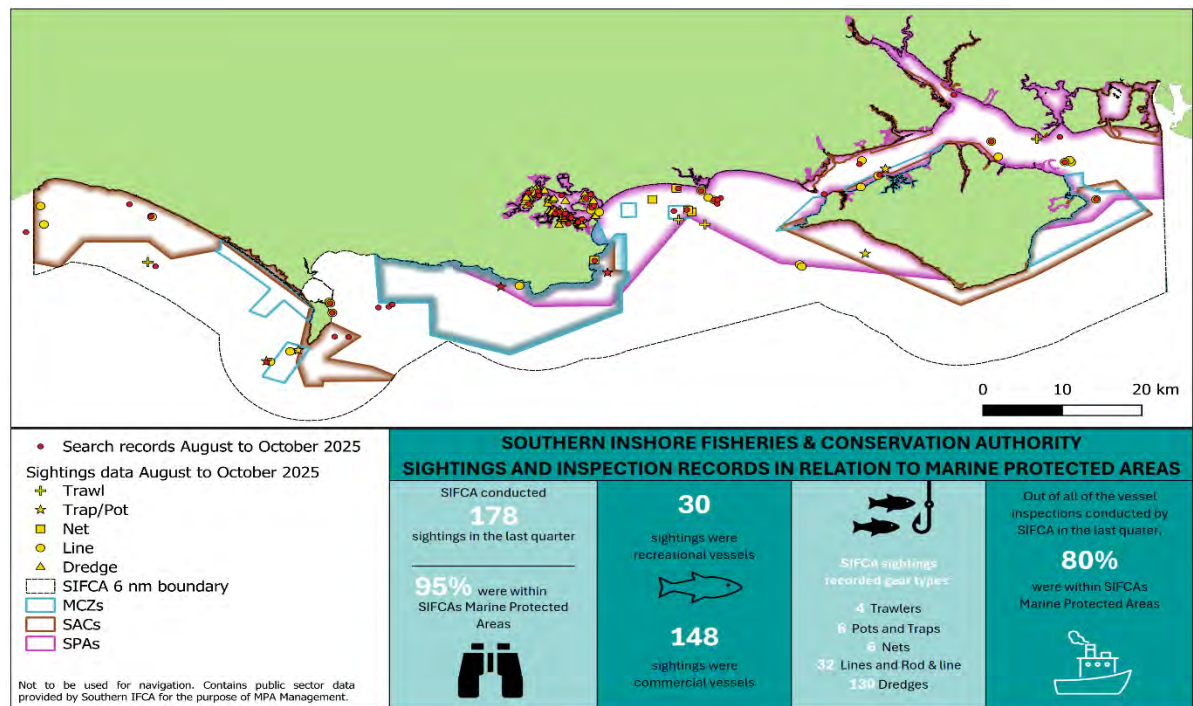 0 10 20 km
Search records August to October 2025
Sightings data August to October 2025
Trawl
Trap/Pot
Net
Line
Dredge
SIFCA 6 nm boundary
MCZs
SACs
SPAs
Not to be used for navigation. Contains public sector data
provided by Southern IFCA for the purpose of MPA Management.
SOUTHERN INSHORE FISHERIES & CONSERVATION AUTHORITY
SIGHTINGS AND INSPECTION RECORDS IN RELATION TO MARINE PROTECTED AREAS
SIFCA conducted
178
sightings in the last quarter
95% were within
SIFCAs Marine Protected
Areas
30
sightings were
recreational vessels
148
sightings were
commercial vessels
SIFCA sightings
recorded gear types:
4 Trawlers
6 Pots and Traps
6 Nets
32 Lines and Rod & line
130 Dredges
Out of all of the vessel
inspections conducted by
SIFCA in the last quater,
80%
were within SIFCAs
Marine Protected Areas